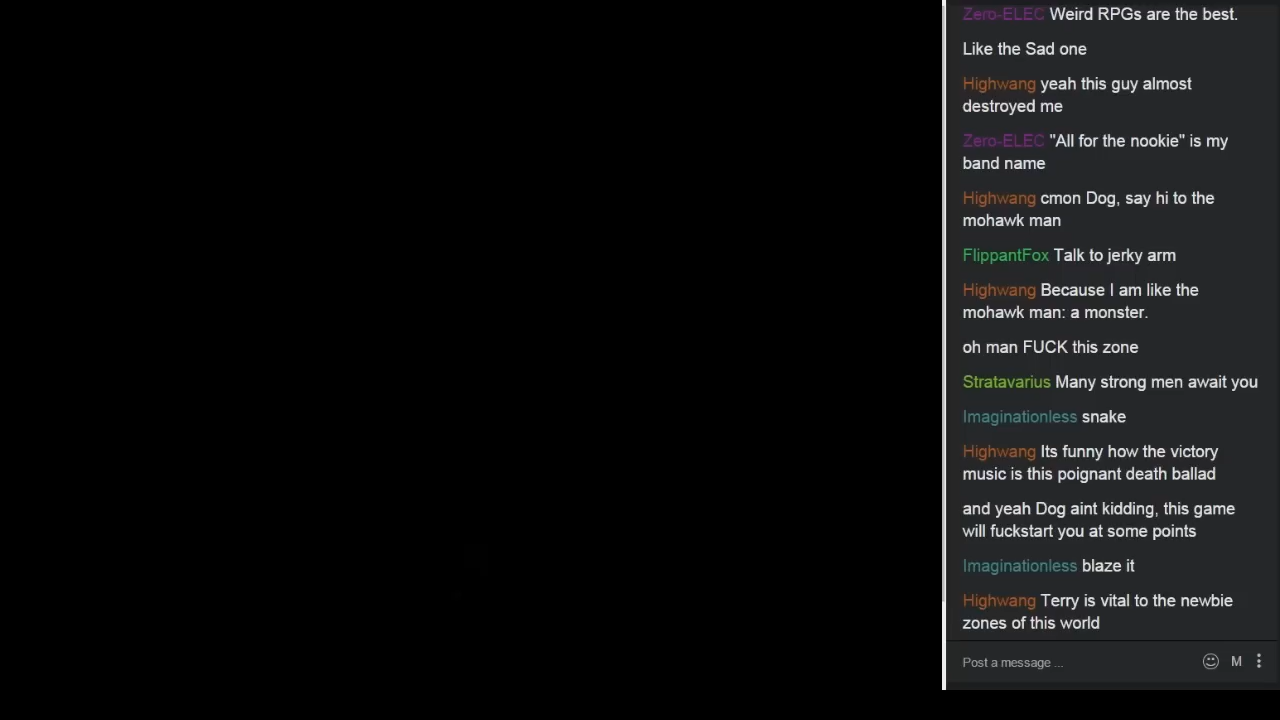 Zero-ELEC Weird RPGs are the best.
Like the Sad one
Highwang yeah this guy almost
destroyed me
Zero-ELEC "All for the nookie" is my
band name
Highwang cmon Dog, say hi to the
mohawk man
FlippantFox Talk to jerky arm
Highwang Because I am like the
mohawk man: a monster.
oh man FUCK this zone
Stratavarius Many strong men await you
Imaginationless snake
Highwang Its funny how the victory
music is this poignant death ballad
and yeah Dog aint kidding, this game
will fuckstart you at some points
Imaginationless blaze it
Highwang Terry is vital to the newbie
zones of this world
Post a message ... M